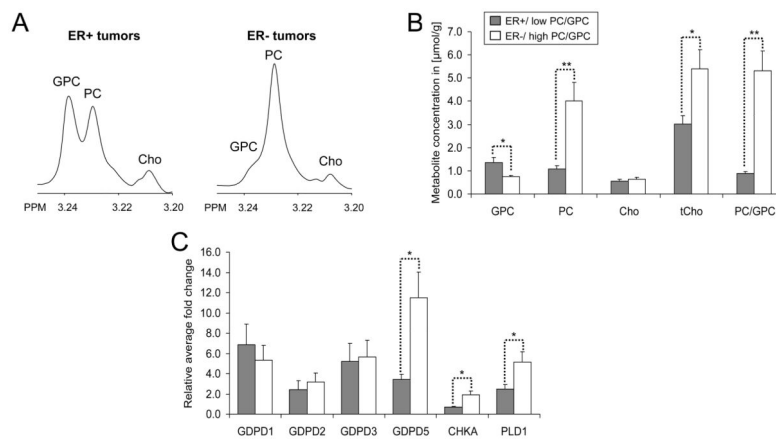 A
ER+ tumors
ER- tumors
GPC
PC
Cho
PC
GPC
Cho
PPM 3.24 3.22 3.20
PPM 3.24 3.22 3.20
B
ER+/ low PC/GPC
ER-/ high PC/GPC
Metabolite concentration in [µmol/g]
7.0
6.0
5.0
4.0
3.0
2.0
1.0
0.0
*
**
*
**
GPC PC Cho tCho PC/GPC
C
Relative average fold change
16.0
14.0
12.0
10.0
8.0
6.0
4.0
2.0
0.0
*
*
*
GDPD1 GDPD2 GDPD3 GDPD5 CHKA PLD1